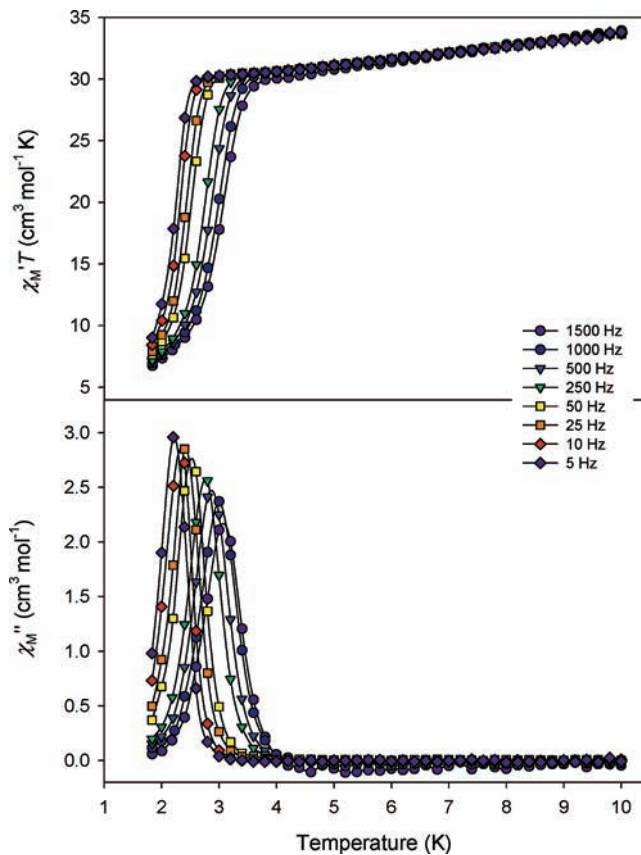 35
30
25
20
15
10
5
χM'T (cm³ mol⁻¹ K)
1500 Hz
1000 Hz
500 Hz
250 Hz
50 Hz
25 Hz
10 Hz
5 Hz
3.0
2.5
2.0
1.5
1.0
0.5
0.0
χM" (cm³ mol⁻¹)
1 2 3 4 5 6 7 8 9 10
Temperature (K)